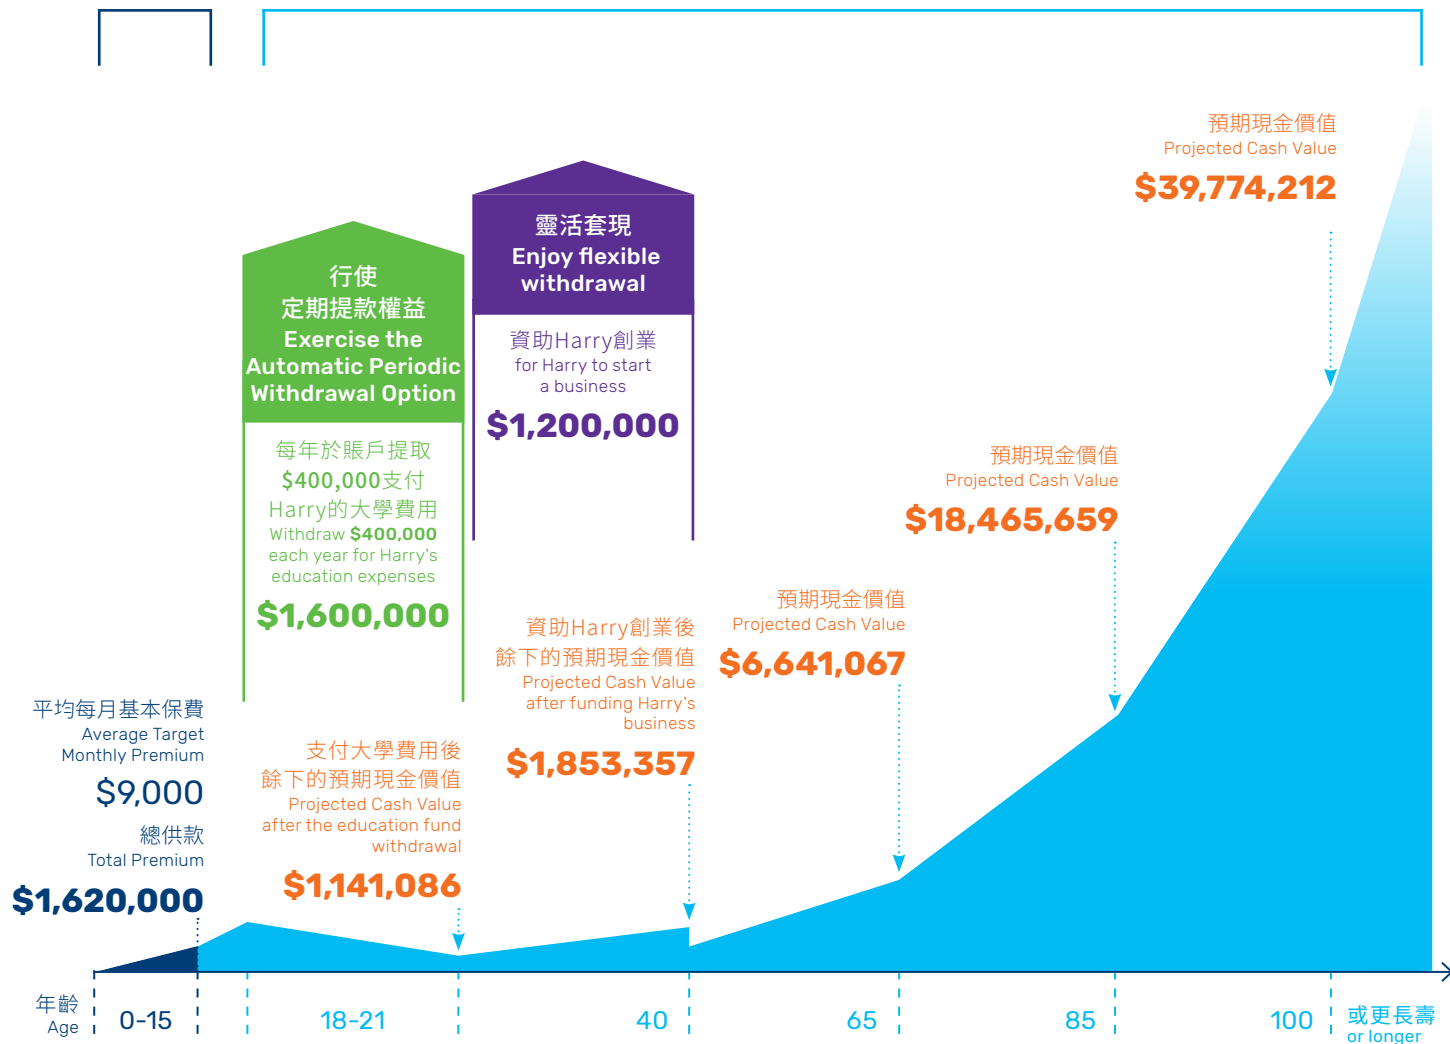 預期現金價值
Projected Cash Value
$39,774,212
靈活套現
Enjoy flexible
withdrawal
資助Harry創業
for Harry to start
a business
$1,200,000
行使
定期提款權益
Exercise the
Automatic Periodic
Withdrawal Option
每年於賬戶提取
$400,000支付
Harry的大學費用
Withdraw $400,000
each year for Harry's
education expenses
$1,600,000
預期現金價值
Projected Cash Value
$18,465,659
預期現金價值
Projected Cash Value
$6,641,067
資助Harry創業後
餘下的預期現金價值
Projected Cash Value
after funding Harry's
business
$1,853,357
支付大學費用後
餘下的預期現金價值
Projected Cash Value
after the education fund
withdrawal
$1,141,086
平均每月基本保費
Average Target
Monthly Premium
$9,000
總供款
Total Premium
$1,620,000
年齡
Age
0-15
18-21
40
65
85
100
或更長壽
or longer